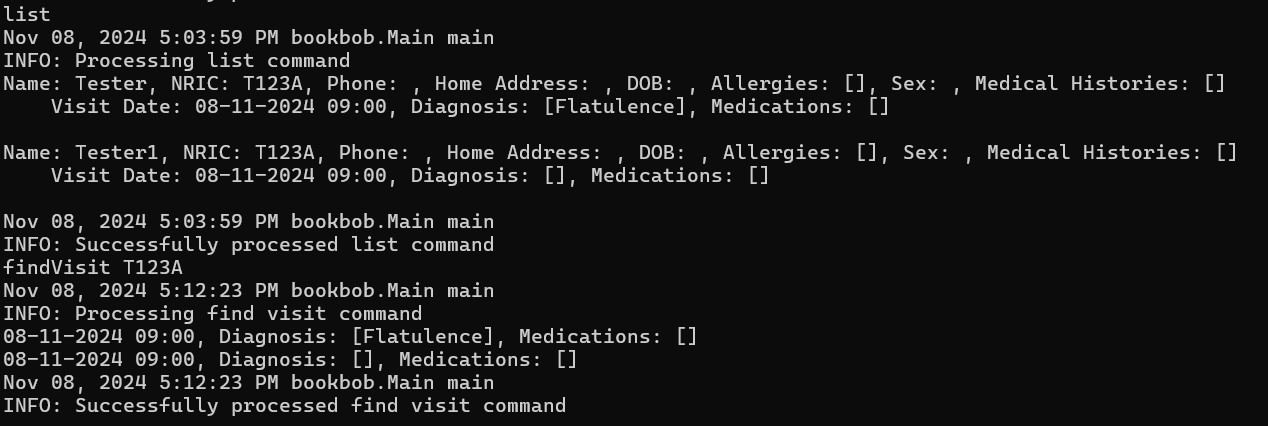 list
Nov 08, 2024 5:03:59 PM bookbob.Main main
INFO: Processing list command
Name: Tester, NRIC: T123A, Phone: , Home Address: , DOB: , Allergies: [], Sex: , Medical Histories: []
    Visit Date: 08-11-2024 09:00, Diagnosis: [Flatulence], Medications: []
Name: Tester1, NRIC: T123A, Phone: , Home Address: , DOB: , Allergies: [], Sex: , Medical Histories: []
    Visit Date: 08-11-2024 09:00, Diagnosis: [], Medications: []
Nov 08, 2024 5:03:59 PM bookbob.Main main
INFO: Successfully processed list command
findVisit T123A
Nov 08, 2024 5:12:23 PM bookbob.Main main
INFO: Processing find visit command
08-11-2024 09:00, Diagnosis: [Flatulence], Medications: []
08-11-2024 09:00, Diagnosis: [], Medications: []
Nov 08, 2024 5:12:23 PM bookbob.Main main
INFO: Successfully processed find visit command